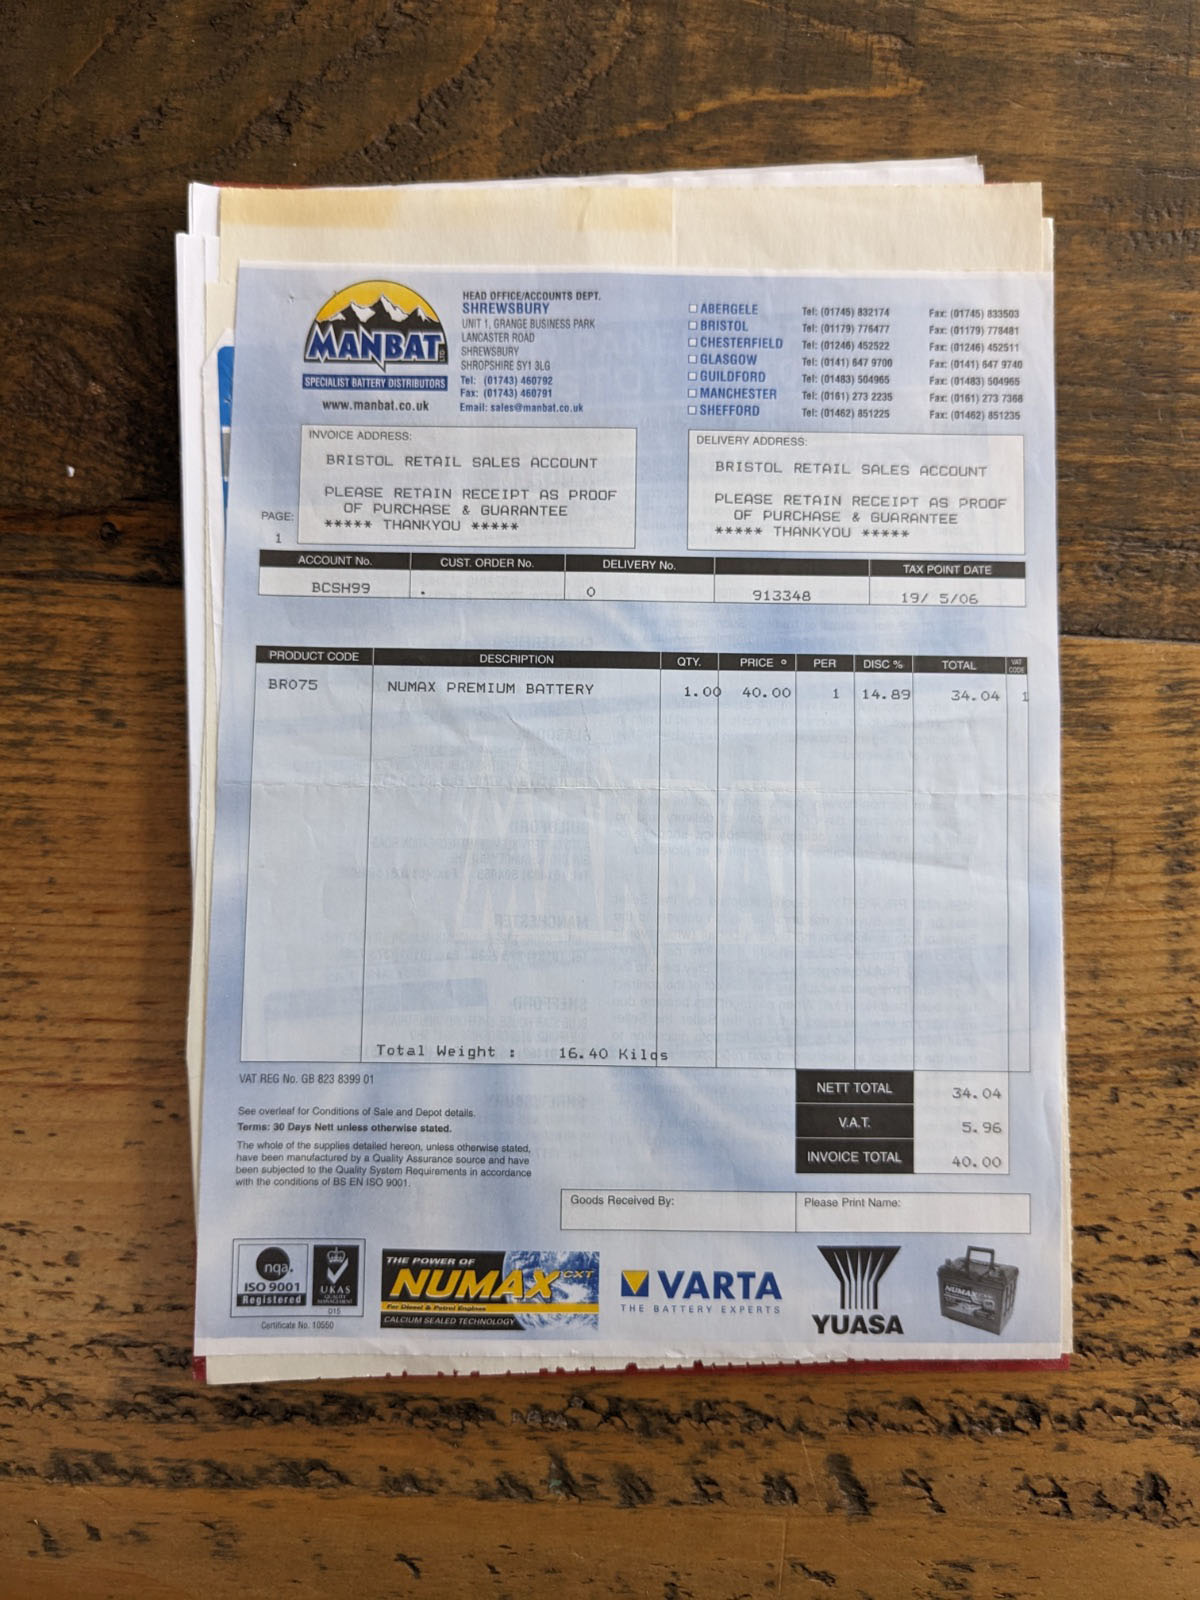 MANBAT LTD
SPECIALIST BATTERY DISTRIBUTORS
www.manbat.co.uk
HEAD OFFICE/ACCOUNTS DEPT.
SHREWSBURY
UNIT 1, GRANGE BUSINESS PARK
LANCASTER ROAD
SHREWSBURY
SHROPSHIRE SY1 3LG
Tel: (01743) 460792
Fax: (01743) 460791
Email: sales@manbat.co.uk
ABERGELE Tel: (01745) 832174 Fax: (01745) 833503
BRISTOL Tel: (01179) 776477 Fax: (01179) 778481
CHESTERFIELD Tel: (01246) 452522 Fax: (01246) 452511
GLASGOW Tel: (0141) 647 9700 Fax: (0141) 647 9740
GUILDFORD Tel: (01483) 504965 Fax: (01483) 504965
MANCHESTER Tel: (0161) 273 2235 Fax: (0161) 273 7368
SHEFFORD Tel: (01462) 851225 Fax: (01462) 851235
INVOICE ADDRESS:
BRISTOL RETAIL SALES ACCOUNT
PLEASE RETAIN RECEIPT AS PROOF
OF PURCHASE & GUARANTEE
***** THANKYOU *****
DELIVERY ADDRESS:
BRISTOL RETAIL SALES ACCOUNT
PLEASE RETAIN RECEIPT AS PROOF
OF PURCHASE & GUARANTEE
***** THANKYOU *****
PAGE:
1
ACCOUNT No. CUST. ORDER No. DELIVERY No. TAX POINT DATE
BCSH99 . 0 913348 19/ 5/06
PRODUCT CODE DESCRIPTION QTY. PRICE PER DISC % TOTAL VAT CODE
BR075 NUMAX PREMIUM BATTERY 1.00 40.00 1 14.89 34.04 1
Total Weight : 16.40 Kilos
VAT REG No. GB 823 8399 01
See overleaf for Conditions of Sale and Depot details.
Terms: 30 Days Nett unless otherwise stated.
The whole of the supplies detailed hereon, unless otherwise stated,
have been manufactured by a Quality Assurance source and have
been subjected to the Quality System Requirements in accordance
with the conditions of BS EN ISO 9001.
NETT TOTAL 34.04
V.A.T. 5.96
INVOICE TOTAL 40.00
Goods Received By: Please Print Name:
nqa.
ISO 9001
Registered
UKAS
QUALITY
MANAGEMENT
015
Certificate No. 10550
THE POWER OF
NUMAX CXT
For Diesel & Petrol Engines
CALCIUM SEALED TECHNOLOGY
VARTA
THE BATTERY EXPERTS
YUASA
NUMAX